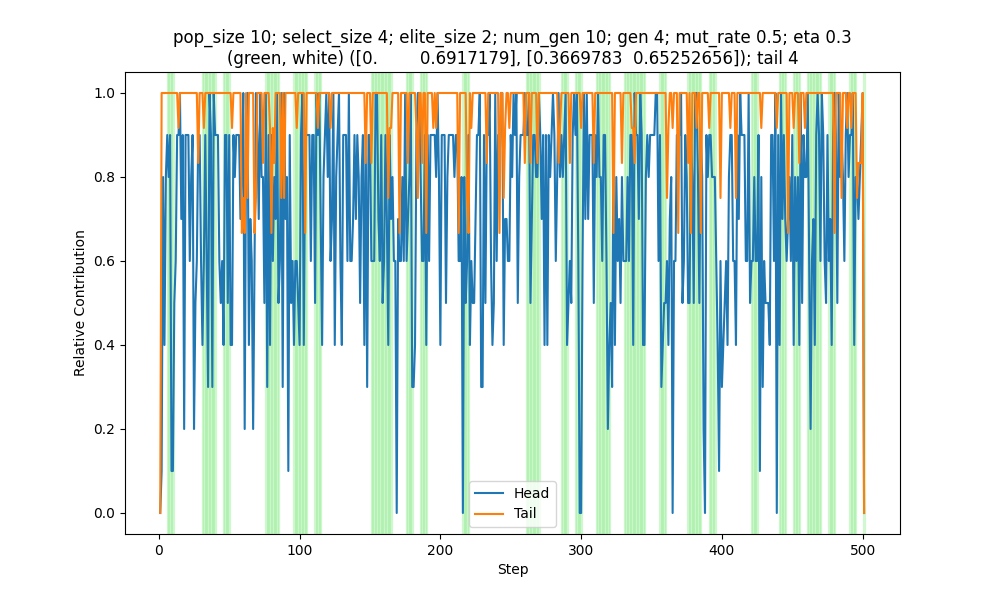 pop_size 10; select_size 4; elite_size 2; num_gen 10; gen 4; mut_rate 0.5; eta 0.3
(green, white) ([0.        0.6917179], [0.3669783  0.65252656]); tail 4
1.0
0.8
0.6
0.4
0.2
0.0
Relative Contribution
Head
Tail
0
100
200
300
400
500
Step